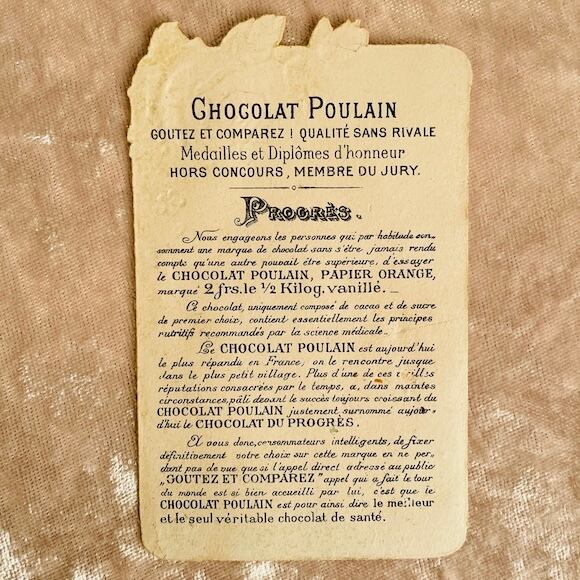 CHOCOLAT POULAIN
GOUTEZ ET COMPAREZ ! QUALITÉ SANS RIVALE
Medailles et Diplômes d'honneur
HORS CONCOURS, MEMBRE DU JURY.
PROGRÈS.
Nous engageons les personnes qui par habitude con-
somment une marque de chocolat sans s'être jamais rendu
compte qu'une autre pouvait être supérieure, d'essayer
le CHOCOLAT POULAIN, PAPIER ORANGE,
marqué 2 frs. le ½ Kilog. vanillé. _
Ce chocolat, uniquement composé de cacao et de sucre
de premier choix, contient essentiellement les principes
nutritifs recommandés par la science médicale.
Le CHOCOLAT POULAIN est aujourd'hui
le plus répandu en France; on le rencontre jusque
dans le plus petit village. Plus d'une de ces vieilles
réputations consacrées par le temps, a, dans maintes
circonstances, pâli devant le succès toujours croissant du
CHOCOLAT POULAIN justement surnommé aujour-
d'hui le CHOCOLAT DU PROGRÈS.
Et vous donc, consommateurs intelligents, de fixer
définitivement votre choix sur cette marque en ne per-
dant pas de vue que si l'appel direct adressé au public
„GOUTEZ ET COMPAREZ" appel qui a fait le tour
du monde est si bien accueilli par lui, c'est que le
CHOCOLAT POULAIN est pour ainsi dire le meilleur
et le seul véritable chocolat de santé.